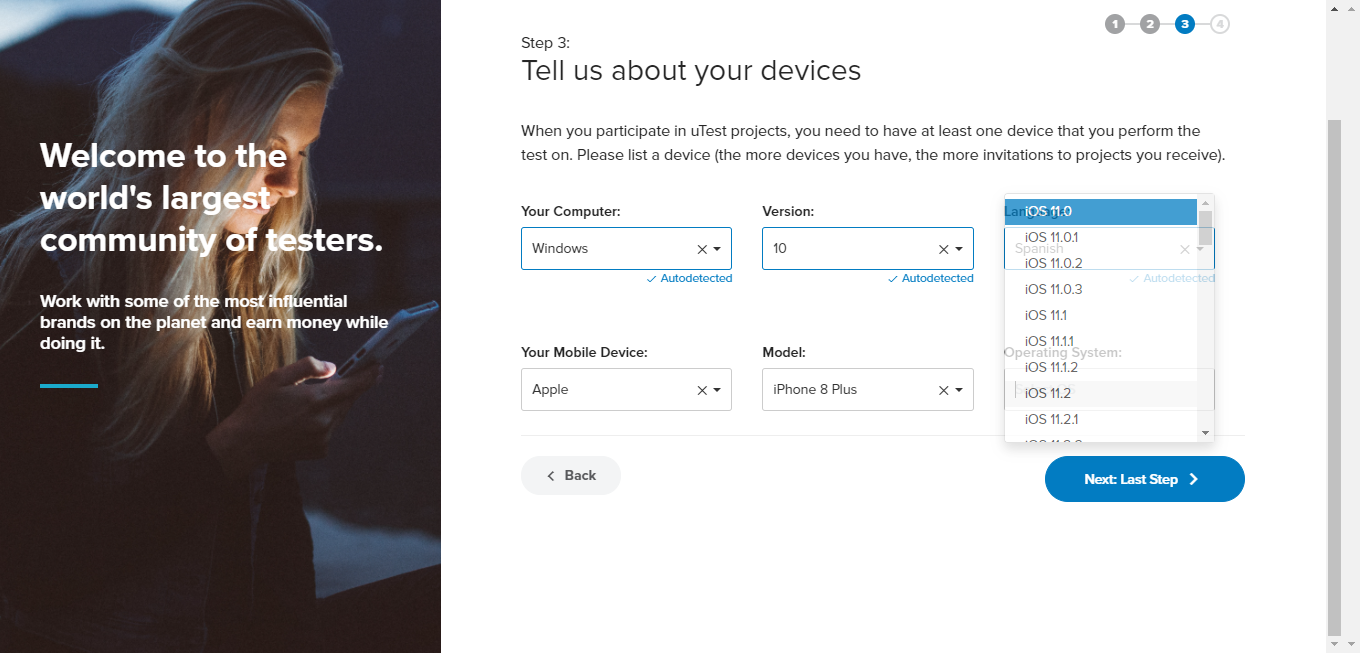 Welcome to the
world's largest
community of testers.
Work with some of the most influential
brands on the planet and earn money while
doing it.
1 2 3 4
Step 3:
Tell us about your devices
When you participate in uTest projects, you need to have at least one device that you perform the
test on. Please list a device (the more devices you have, the more invitations to projects you receive).
Your Computer:
Windows
Autodetected
Version:
10
Autodetected
Language:
Spanish
Autodetected
Your Mobile Device:
Apple
Model:
iPhone 8 Plus
Operating System:
iOS 11.0
iOS 11.0.1
iOS 11.0.2
iOS 11.0.3
iOS 11.1
iOS 11.1.1
iOS 11.1.2
iOS 11.2
iOS 11.2.1
Back
Next: Last Step